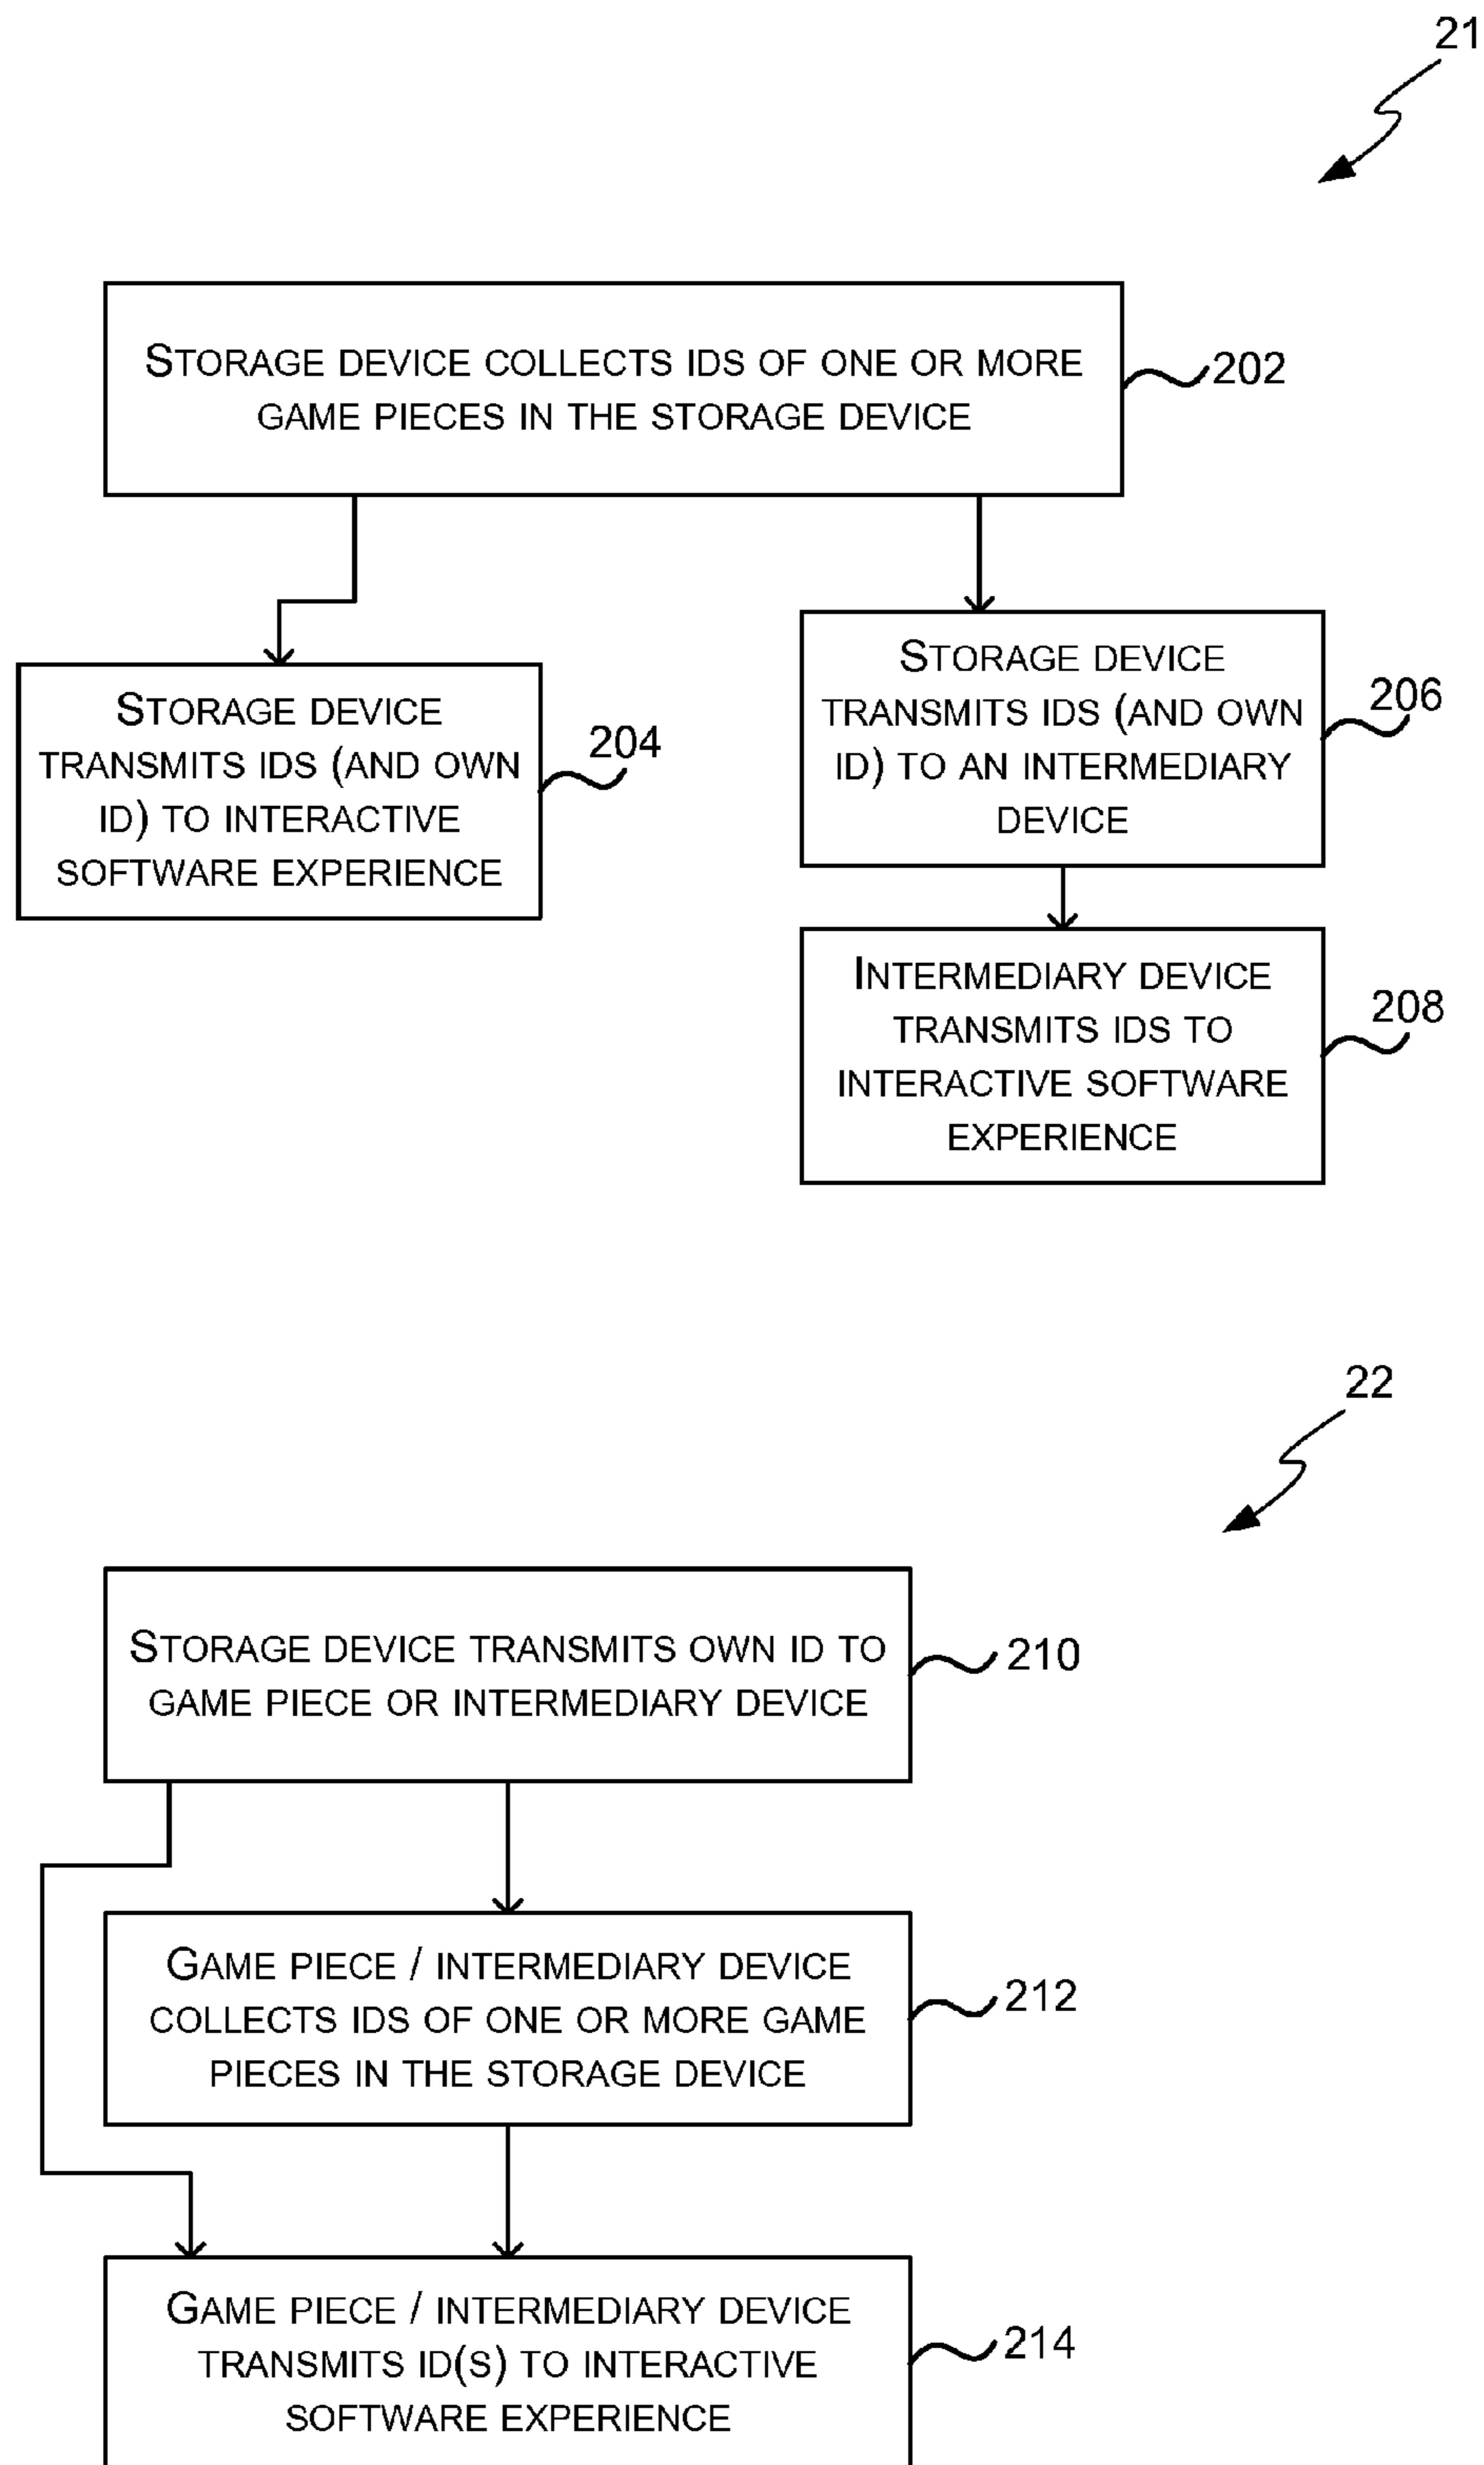 21
STORAGE DEVICE COLLECTS IDS OF ONE OR MORE
GAME PIECES IN THE STORAGE DEVICE
202
STORAGE DEVICE
TRANSMITS IDS (AND OWN
ID) TO INTERACTIVE
SOFTWARE EXPERIENCE
204
STORAGE DEVICE
TRANSMITS IDS (AND OWN
ID) TO AN INTERMEDIARY
DEVICE
206
INTERMEDIARY DEVICE
TRANSMITS IDS TO
INTERACTIVE SOFTWARE
EXPERIENCE
208
22
STORAGE DEVICE TRANSMITS OWN ID TO
GAME PIECE OR INTERMEDIARY DEVICE
210
GAME PIECE / INTERMEDIARY DEVICE
COLLECTS IDS OF ONE OR MORE GAME
PIECES IN THE STORAGE DEVICE
212
GAME PIECE / INTERMEDIARY DEVICE
TRANSMITS ID(S) TO INTERACTIVE
SOFTWARE EXPERIENCE
214